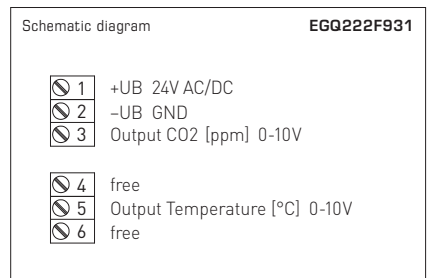 Schematic diagram EGQ222F931
1 +UB 24V AC/DC
2 –UB GND
3 Output CO2 [ppm] 0-10V
4 free
5 Output Temperature [°C] 0-10V
6 free